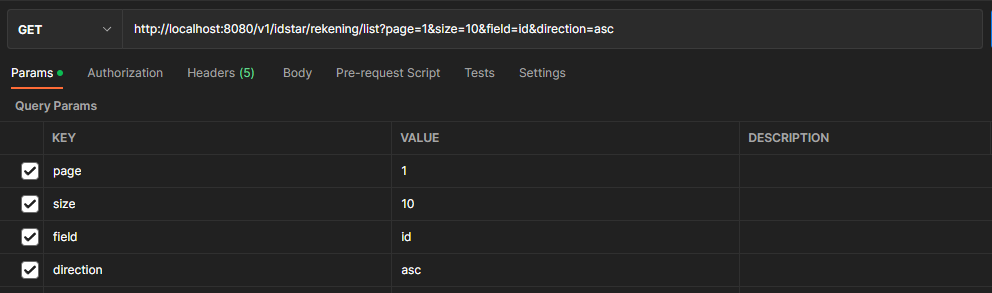 GET http://localhost:8080/v1/idstar/rekening/list?page=1&size=10&field=id&direction=asc
Params Authorization Headers (5) Body Pre-request Script Tests Settings
Query Params
KEY VALUE DESCRIPTION
page 1
size 10
field id
direction asc